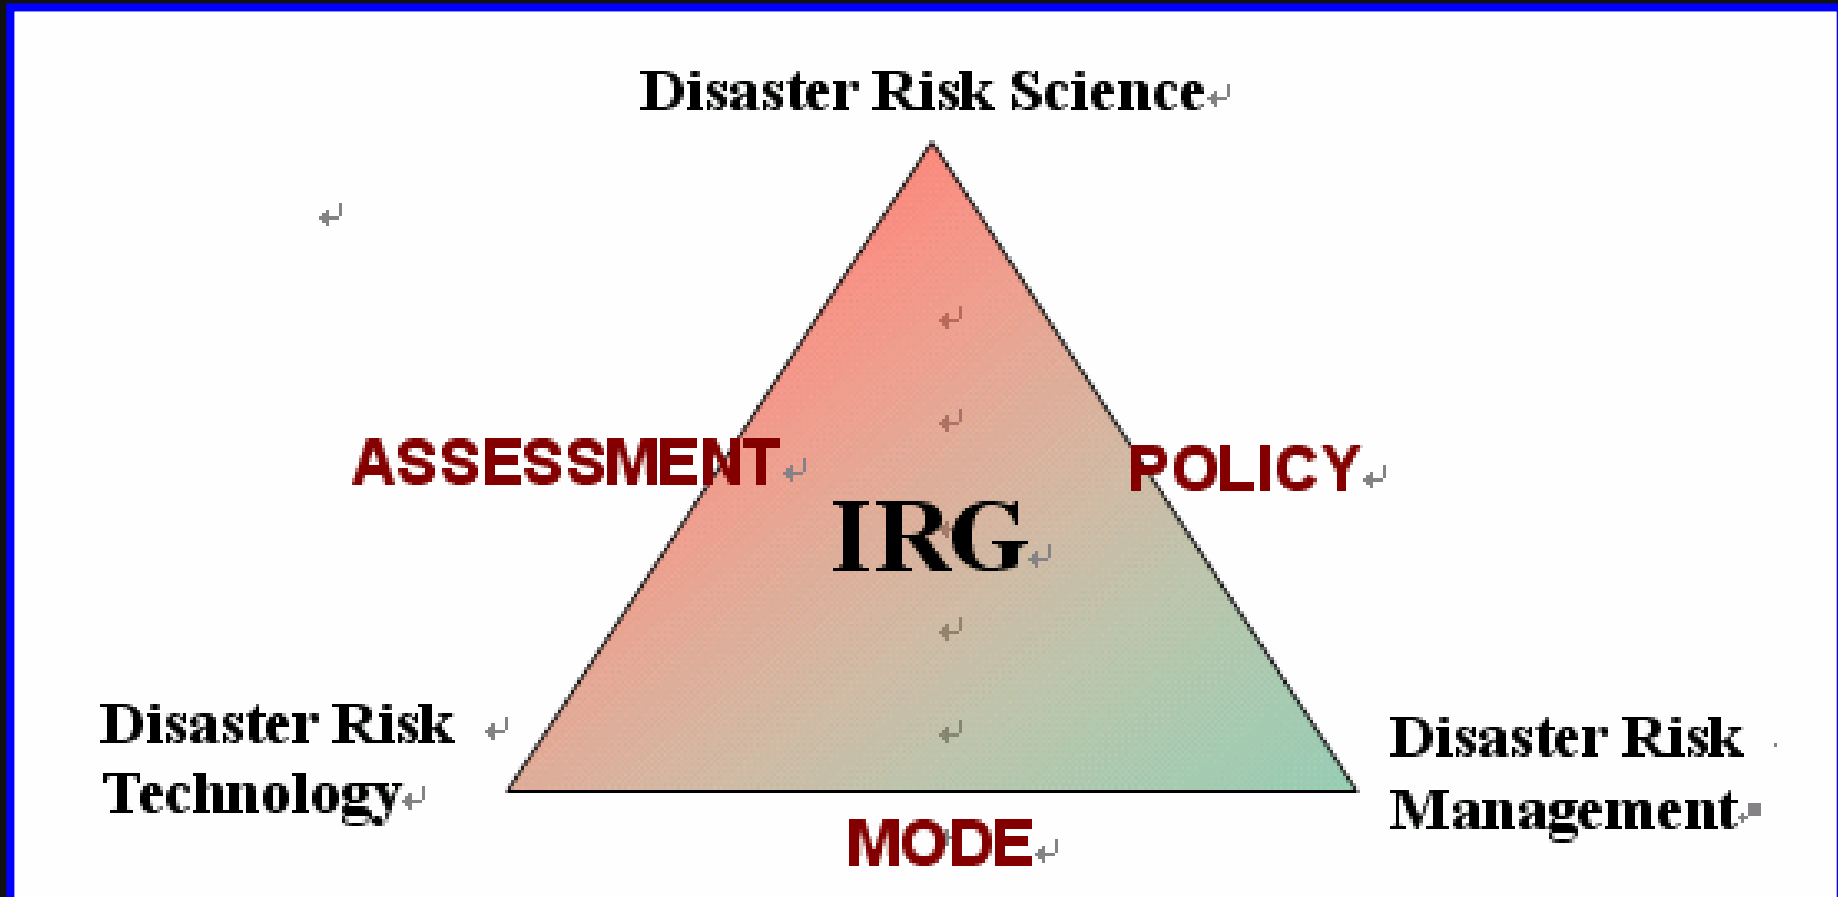 Disaster Risk Science
ASSESSMENT
POLICY
IRG
Disaster Risk
Technology
Disaster Risk
Management
MODE